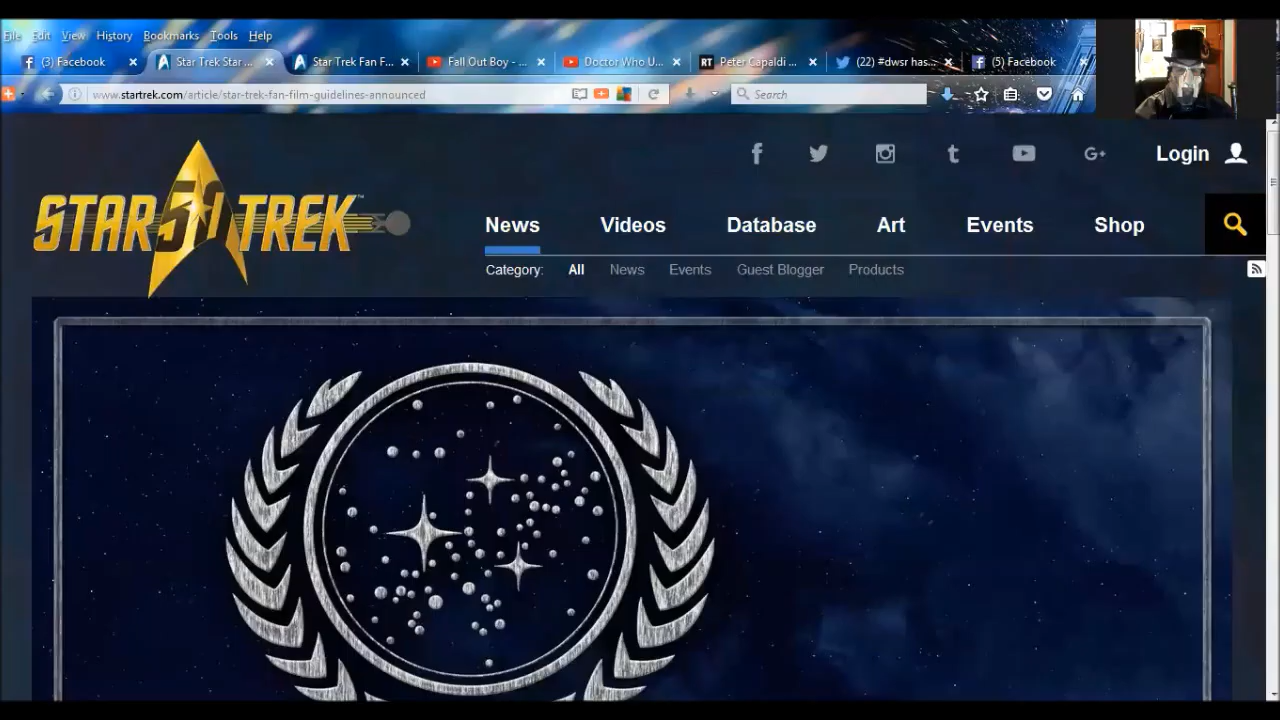 File Edit View History Bookmarks Tools Help
(3) Facebook × Star Trek Star ... × Star Trek Fan F... × Fall Out Boy - ... × Doctor Who U... × RT Peter Capaldi ... × (22) #dwsr has... × (5) Facebook ×
www.startrek.com/article/star-trek-fan-film-guidelines-announced Search
Login
STAR 50 TREK
News Videos Database Art Events Shop
Category: All News Events Guest Blogger Products